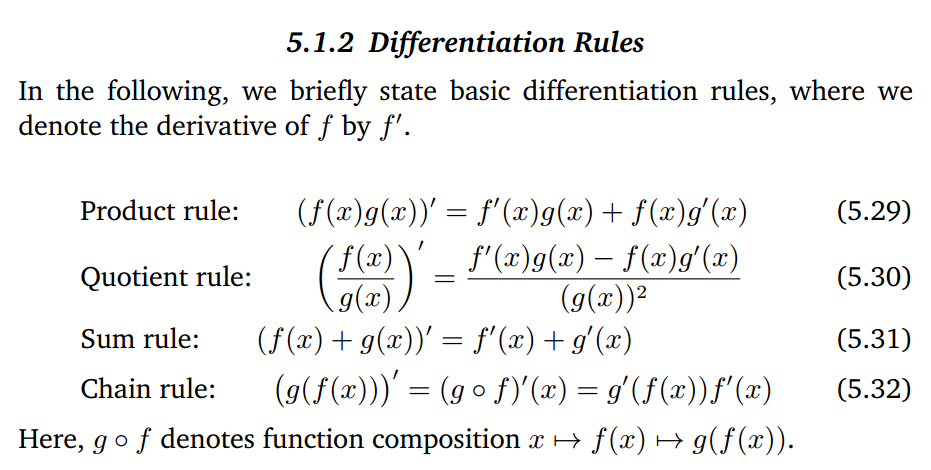 5.1.2 Differentiation Rules
In the following, we briefly state basic differentiation rules, where we
denote the derivative of f by f′.
Product rule: (f(x)g(x))′ = f′(x)g(x) + f(x)g′(x) (5.29)
Quotient rule: (f(x)/g(x))′ = (f′(x)g(x) − f(x)g′(x))/(g(x))² (5.30)
Sum rule: (f(x) + g(x))′ = f′(x) + g′(x) (5.31)
Chain rule: (g(f(x)))′ = (g ∘ f)′(x) = g′(f(x))f′(x) (5.32)
Here, g ∘ f denotes function composition x ↦ f(x) ↦ g(f(x)).